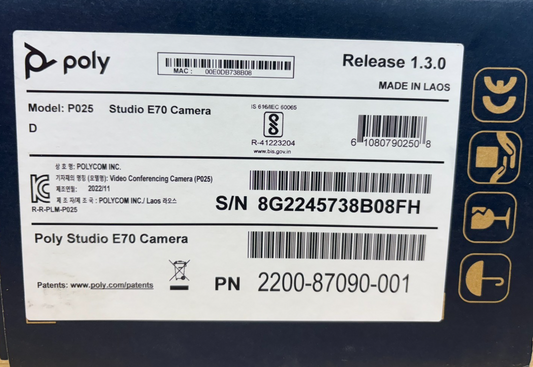 poly
MAC : 00E0DB738B08
Release 1.3.0
MADE IN LAOS
Model: P025 Studio E70 Camera
D
IS 616/IEC 60065
R-41223204
www.bis.gov.in
6 10807 90250 8
상 호 명: POLYCOM INC.
기자재의 명칭 (모델명): Video Conferencing Camera (P025)
제조연월: 2022/11
제 조 자/제 조 국 : POLYCOM INC./ Laos 라오스
R-R-PLM-P025
S/N 8G2245738B08FH
Poly Studio E70 Camera
Patents: www.poly.com/patents
PN 2200-87090-001